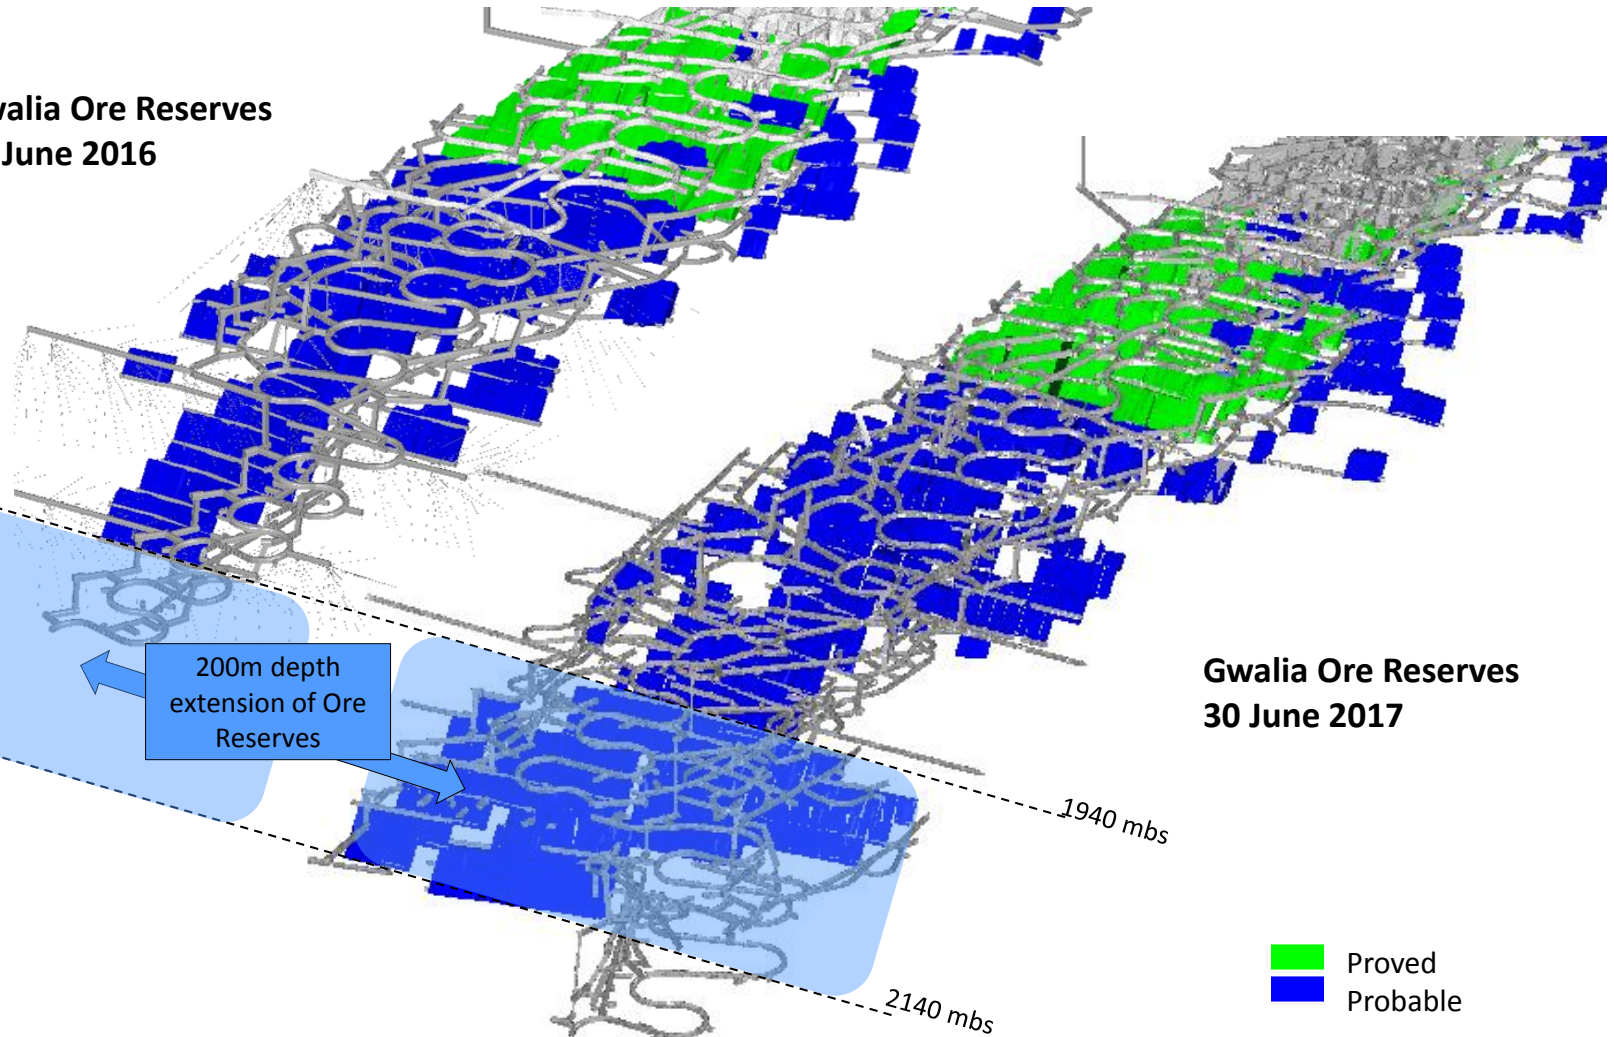 walia Ore Reserves
June 2016
200m depth
extension of Ore
Reserves
Gwalia Ore Reserves
30 June 2017
1940 mbs
2140 mbs
Proved
Probable